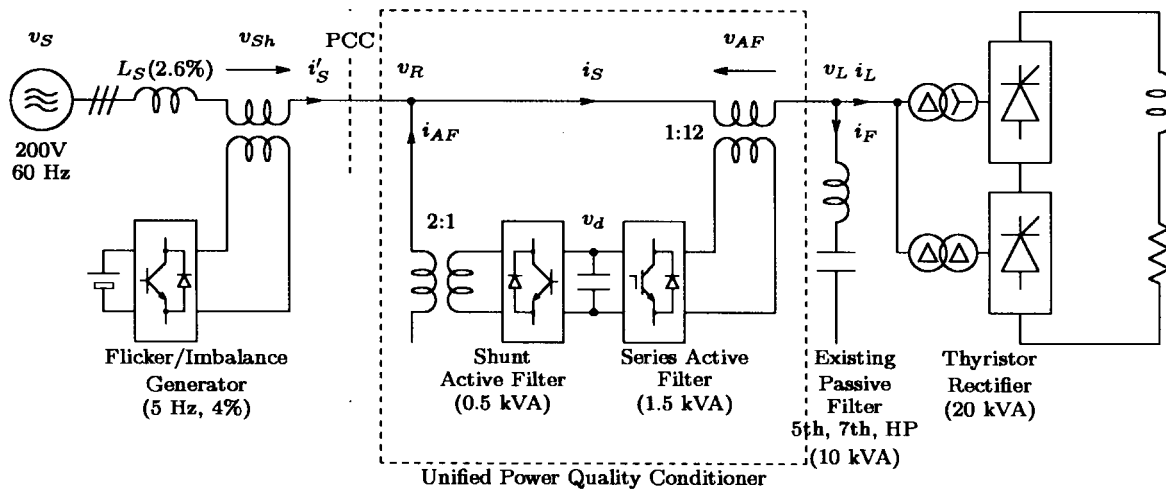 v_S
L_S(2.6%)
v_Sh
i'_S
PCC
v_R
i_S
v_AF
v_L i_L
200V
60 Hz
i_AF
1:12
i_F
2:1
v_d
Δ
Δ Δ
Flicker/Imbalance
Generator
(5 Hz, 4%)
Shunt
Active Filter
(0.5 kVA)
Series Active
Filter
(1.5 kVA)
Existing
Passive
Filter
5th, 7th, HP
(10 kVA)
Thyristor
Rectifier
(20 kVA)
Unified Power Quality Conditioner